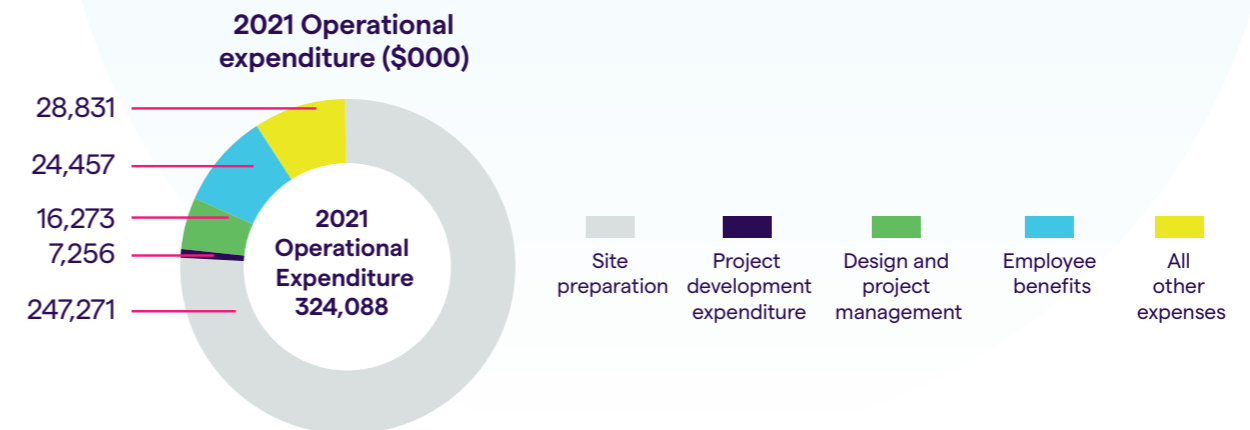 2021 Operational
expenditure ($000)
28,831
24,457
16,273
7,256
247,271
2021
Operational
Expenditure
324,088
Site
preparation
Project
development
expenditure
Design and
project
management
Employee
benefits
All
other
expenses